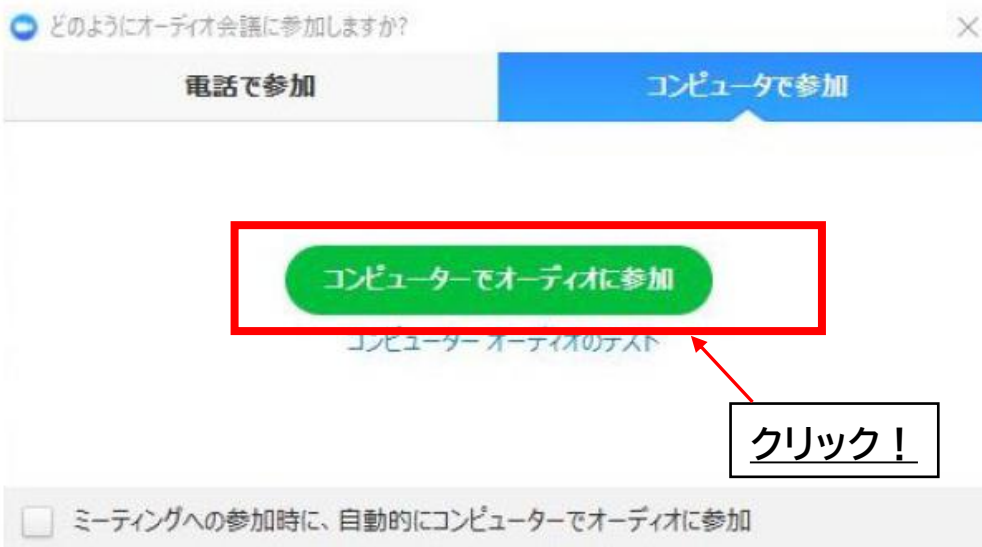 どのようにオーディオ会議に参加しますか?
電話で参加
コンピュータで参加
コンピューターでオーディオに参加
コンピューター オーディオのテスト
クリック！
ミーティングへの参加時に、自動的にコンピューターでオーディオに参加